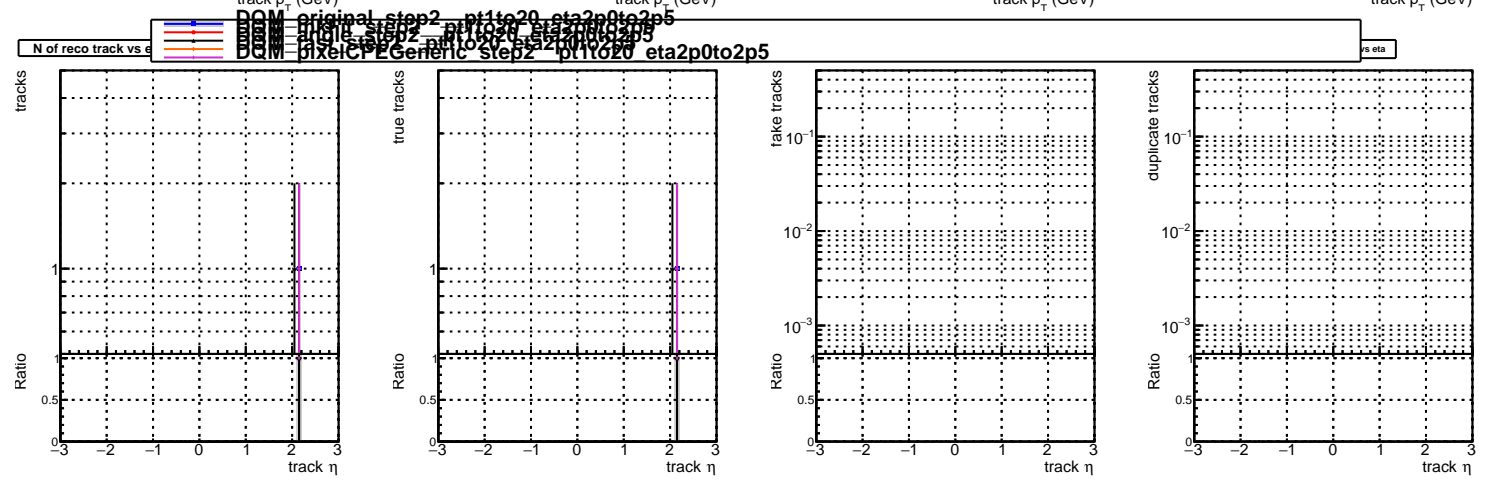 track pT (GeV) track pT (GeV) track pT (GeV) track pT (GeV)
DQM_original_step2__pt1to20_eta2p0to2p5
DQM_pixelCPEGeneric_step2__pt1to20_eta2p0to2p5
N of reco track vs e
vs eta
tracks
1
Ratio
1
0.5
0
−3 −2 −1 0 1 2 3
track η
true tracks
1
Ratio
1
0.5
0
−3 −2 −1 0 1 2 3
track η
fake tracks
10−1
10−2
10−3
Ratio
1
0.5
0
−3 −2 −1 0 1 2 3
track η
duplicate tracks
10−1
10−2
10−3
Ratio
1
0.5
0
−3 −2 −1 0 1 2 3
track η